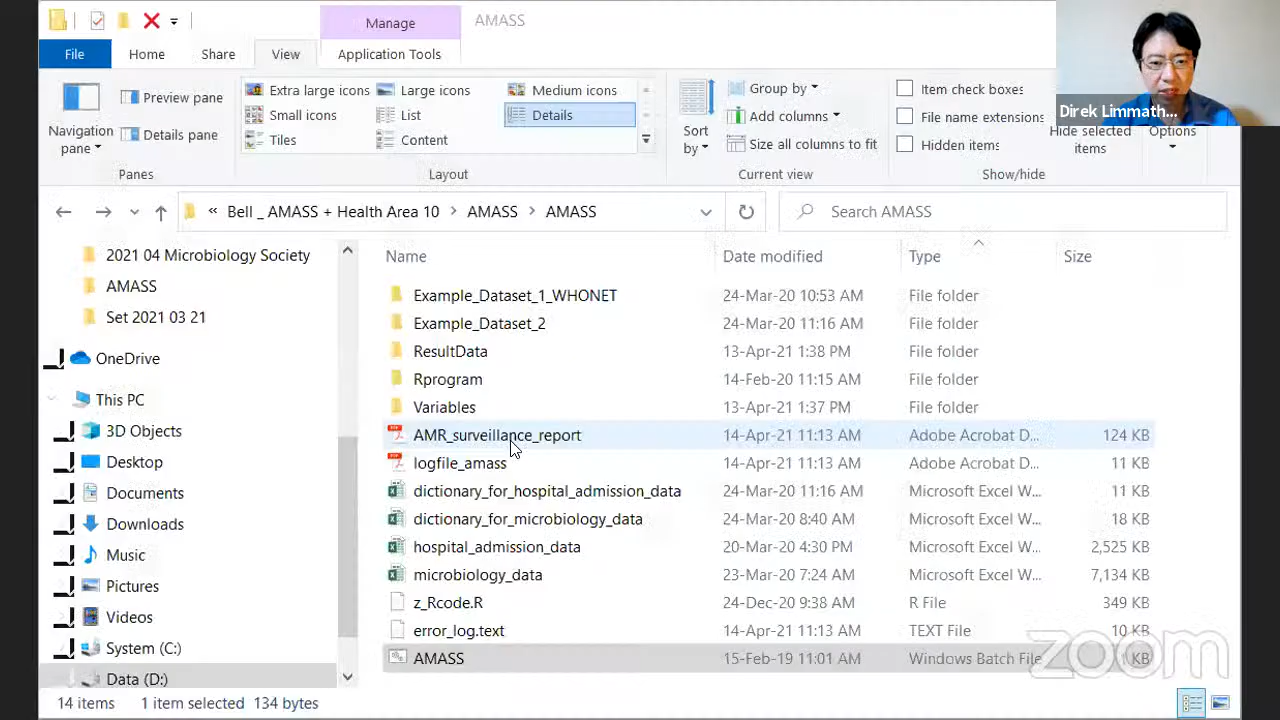 Manage
AMASS
File
Home
Share
View
Application Tools
Navigation pane
Preview pane
Details pane
Panes
Extra large icons
Large icons
Medium icons
Small icons
List
Details
Tiles
Content
Layout
Sort by
Group by
Add columns
Size all columns to fit
Current view
Item check boxes
File name extensions
Hidden items
Hide selected items
Options
Show/hide
Direek Limmath...
« Bell _ AMASS + Health Area 10 > AMASS > AMASS
Search AMASS
2021 04 Microbiology Society
AMASS
Set 2021 03 21
OneDrive
This PC
3D Objects
Desktop
Documents
Downloads
Music
Pictures
Videos
System (C:)
Data (D:)
Name Date modified Type Size
Example_Dataset_1_WHONET 24-Mar-20 10:53 AM File folder
Example_Dataset_2 24-Mar-20 11:16 AM File folder
ResultData 13-Apr-21 1:38 PM File folder
Rprogram 14-Feb-20 11:15 AM File folder
Variables 13-Apr-21 1:37 PM File folder
AMR_surveillance_report 14-Apr-21 11:13 AM Adobe Acrobat D... 124 KB
logfile_amass 14-Apr-21 11:13 AM Adobe Acrobat D... 11 KB
dictionary_for_hospital_admission_data 24-Mar-20 11:16 AM Microsoft Excel W... 11 KB
dictionary_for_microbiology_data 24-Mar-20 8:40 AM Microsoft Excel W... 18 KB
hospital_admission_data 20-Mar-20 4:30 PM Microsoft Excel W... 2,525 KB
microbiology_data 23-Mar-20 7:24 AM Microsoft Excel W... 7,134 KB
z_Rcode.R 24-Dec-20 9:38 AM R File 349 KB
error_log.text 14-Apr-21 11:13 AM TEXT File 10 KB
AMASS 15-Feb-19 11:01 AM Windows Batch File 1 KB
zoom
14 items 1 item selected 134 bytes